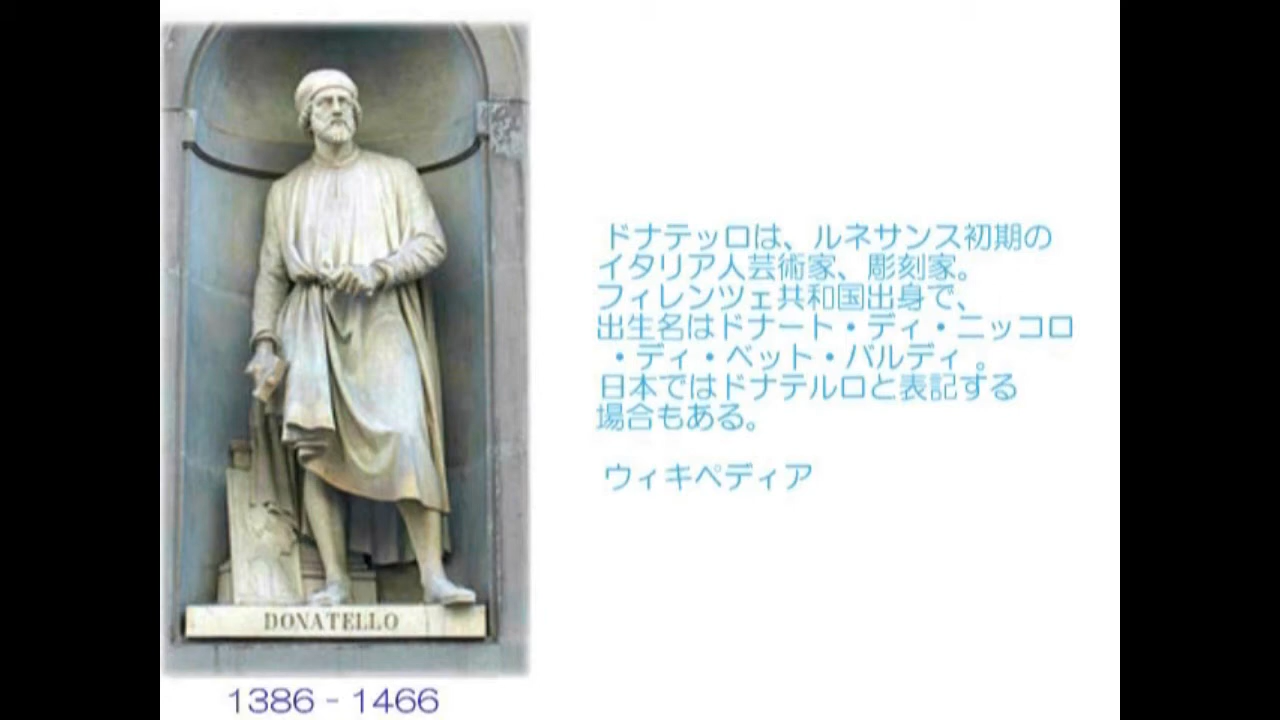 DONATELLO
1386 - 1466
ドナテッロは、ルネサンス初期の
イタリア人芸術家、彫刻家。
フィレンツェ共和国出身で、
出生名はドナート・ディ・ニッコロ
・ディ・ベット・バルディ 。
日本ではドナテルロと表記する
場合もある。
ウィキペディア